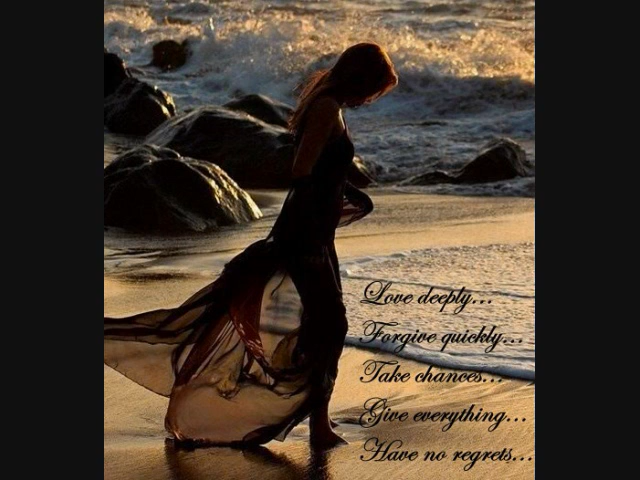 Love deeply...
Forgive quickly...
Take chances...
Give everything...
Have no regrets...